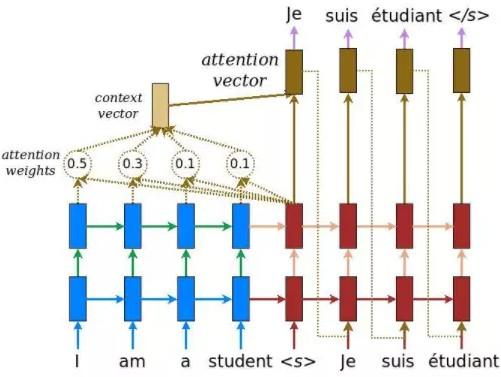 Je suis étudiant </s>
attention
vector
context
vector
attention
weights
0.5 0.3 0.1 0.1
I am a student <s> Je suis étudiant